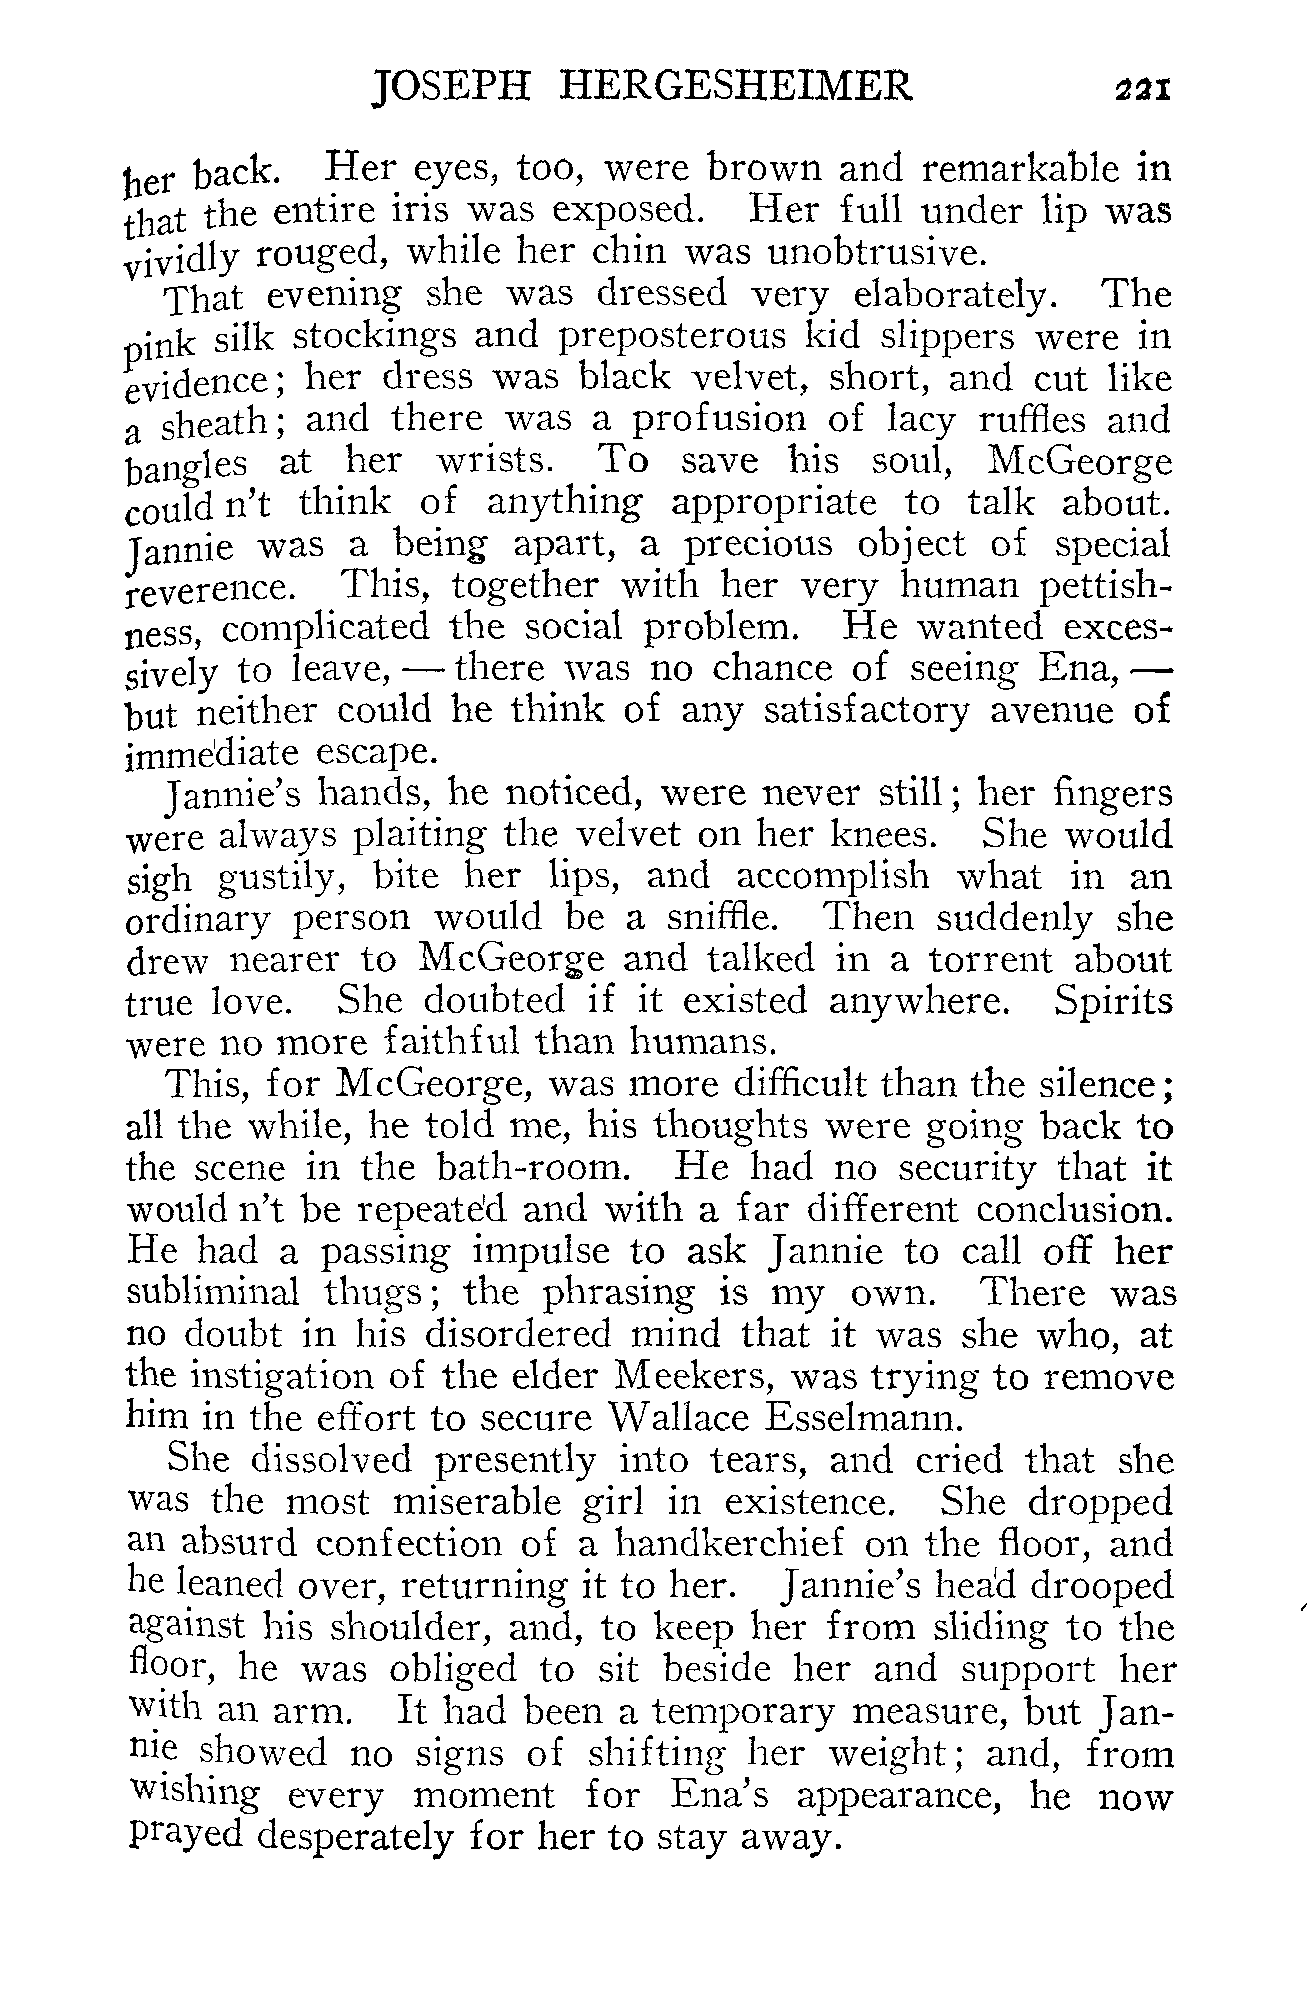 JOSEPH HERGESHEIMER 221
her back. Her eyes, too, were brown and remarkable in
that the entire iris was exposed. Her full under lip was
vividly rouged, while her chin was unobtrusive.
That evening she was dressed very elaborately. The
pink silk stockings and preposterous kid slippers were in
evidence; her dress was black velvet, short, and cut like
a sheath; and there was a profusion of lacy ruffles and
bangles at her wrists. To save his soul, McGeorge
could n't think of anything appropriate to talk about.
Jannie was a being apart, a precious object of special
reverence. This, together with her very human pettish-
ness, complicated the social problem. He wanted exces-
sively to leave, — there was no chance of seeing Ena, —
but neither could he think of any satisfactory avenue of
immediate escape.
Jannie's hands, he noticed, were never still; her fingers
were always plaiting the velvet on her knees. She would
sigh gustily, bite her lips, and accomplish what in an
ordinary person would be a sniffle. Then suddenly she
drew nearer to McGeorge and talked in a torrent about
true love. She doubted if it existed anywhere. Spirits
were no more faithful than humans.
This, for McGeorge, was more difficult than the silence;
all the while, he told me, his thoughts were going back to
the scene in the bath-room. He had no security that it
would n't be repeated and with a far different conclusion.
He had a passing impulse to ask Jannie to call off her
subliminal thugs; the phrasing is my own. There was
no doubt in his disordered mind that it was she who, at
the instigation of the elder Meekers, was trying to remove
him in the effort to secure Wallace Esselmann.
She dissolved presently into tears, and cried that she
was the most miserable girl in existence. She dropped
an absurd confection of a handkerchief on the floor, and
he leaned over, returning it to her. Jannie's head drooped
against his shoulder, and, to keep her from sliding to the
floor, he was obliged to sit beside her and support her
with an arm. It had been a temporary measure, but Jan-
nie showed no signs of shifting her weight; and, from
wishing every moment for Ena's appearance, he now
prayed desperately for her to stay away.